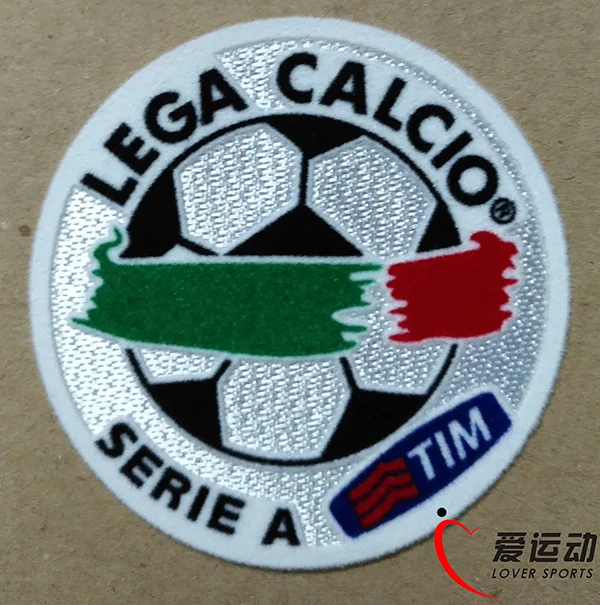 LEGA CALCIO®
SERIE A
TIM
爱运动
LOVER SPORTS